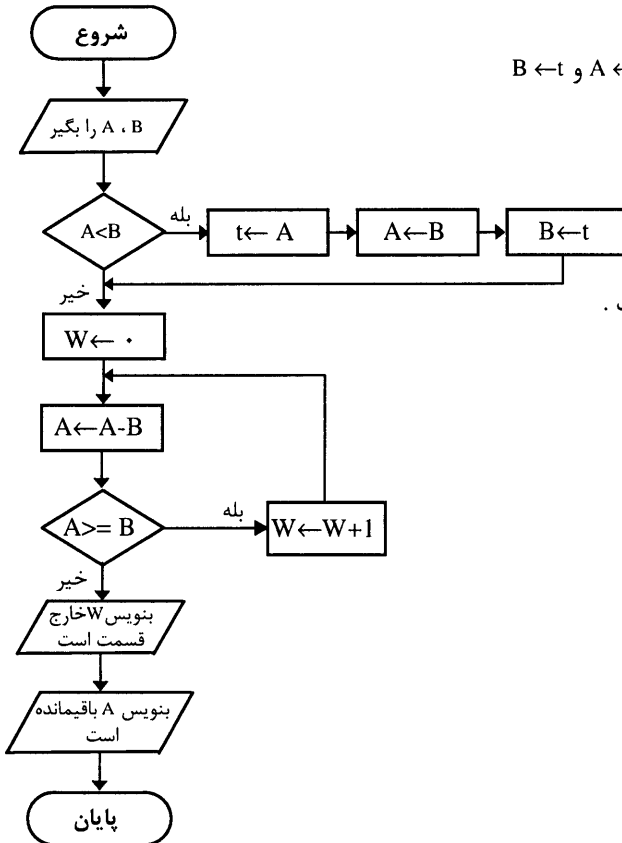 شروع
B ←t و A ←
A ، B را بگیر
A<B
بله
t← A
A←B
B←t
خیر
W← ۰
A←A-B
A>= B
بله
W←W+1
خیر
بنویس W خارج
قسمت است
بنویس A باقیمانده
است
پایان